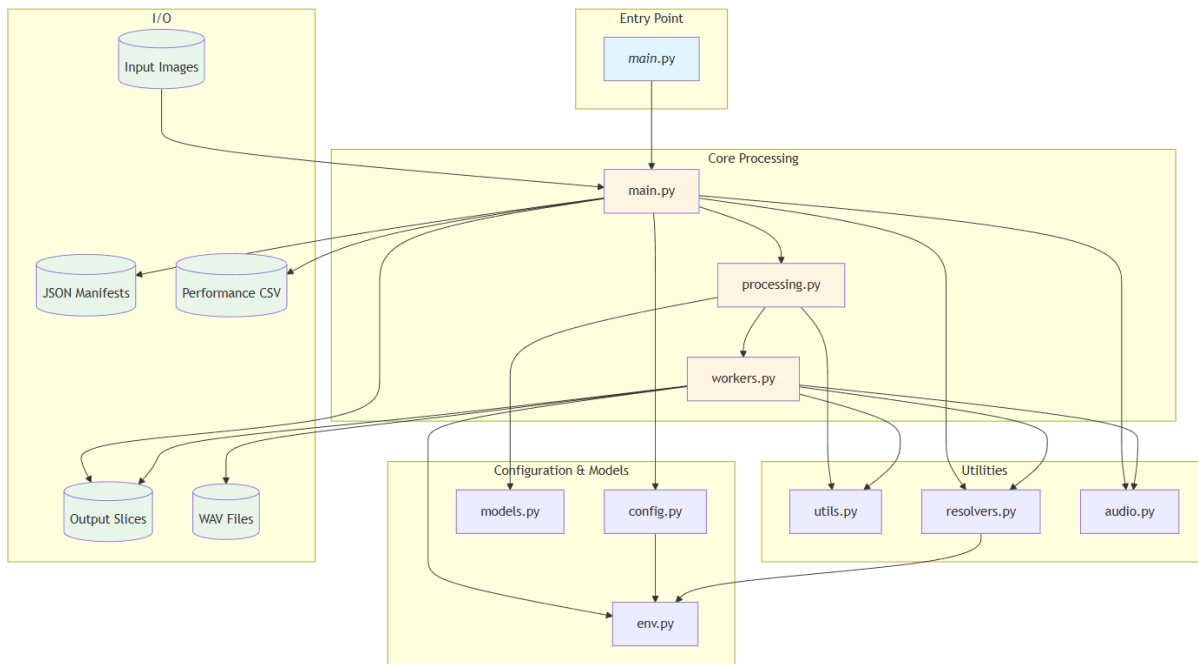 I/O
Entry Point
Input Images
main.py
Core Processing
main.py
JSON Manifests
Performance CSV
processing.py
workers.py
Configuration & Models
Utilities
Output Slices
WAV Files
models.py
config.py
utils.py
resolvers.py
audio.py
env.py